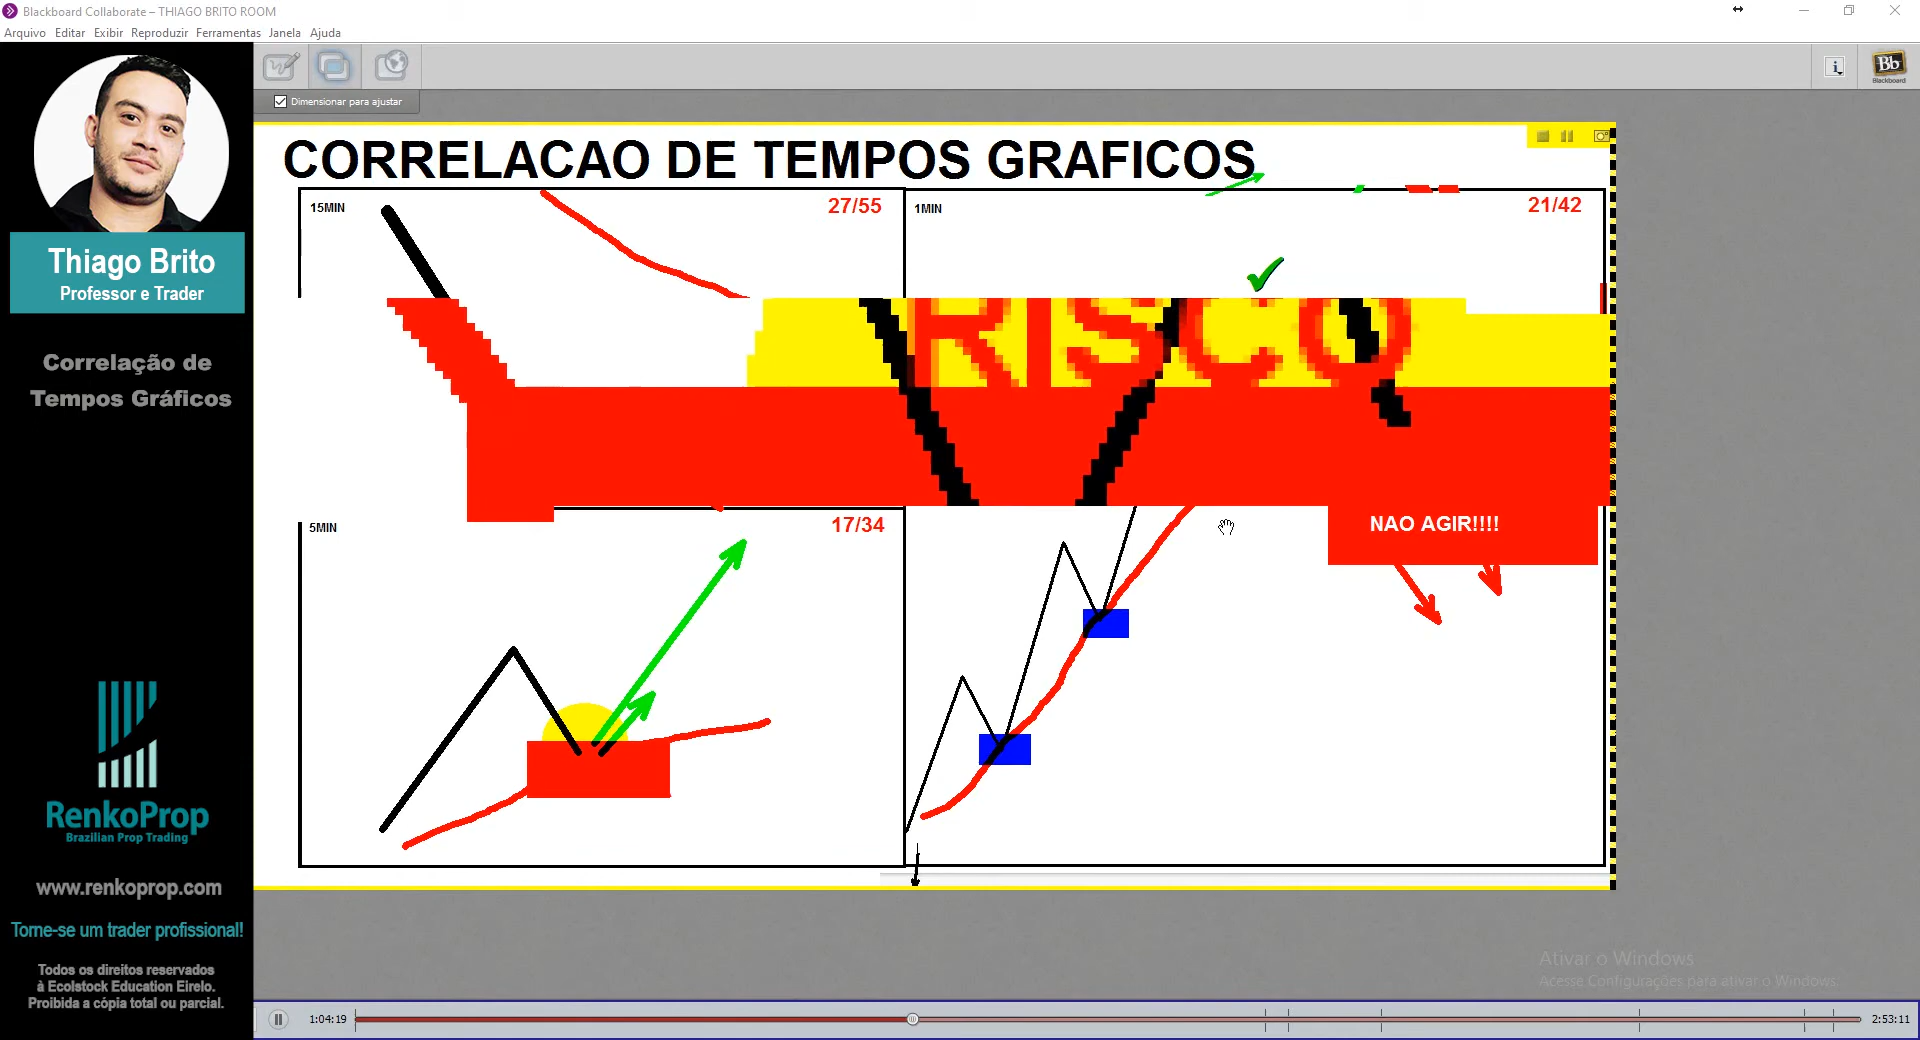 Blackboard Collaborate – THIAGO BRITO ROOM
Arquivo Editar Exibir Reproduzir Ferramentas Janela Ajuda
Dimensionar para ajustar
Bb
Blackboard
CORRELACAO DE TEMPOS GRAFICOS
15MIN
27/55
1MIN
21/42
RISCO
5MIN
17/34
NAO AGIR!!!!
Thiago Brito
Professor e Trader
Correlação de
Tempos Gráficos
RenkoProp
Brazilian Prop Trading
www.renkoprop.com
Torne-se um trader profissional!
Todos os direitos reservados
à Ecolstock Education Eirelo.
Proibida a cópia total ou parcial.
Ativar o Windows
Acesse Configurações para ativar o Windows.
1:04:19
2:53:11